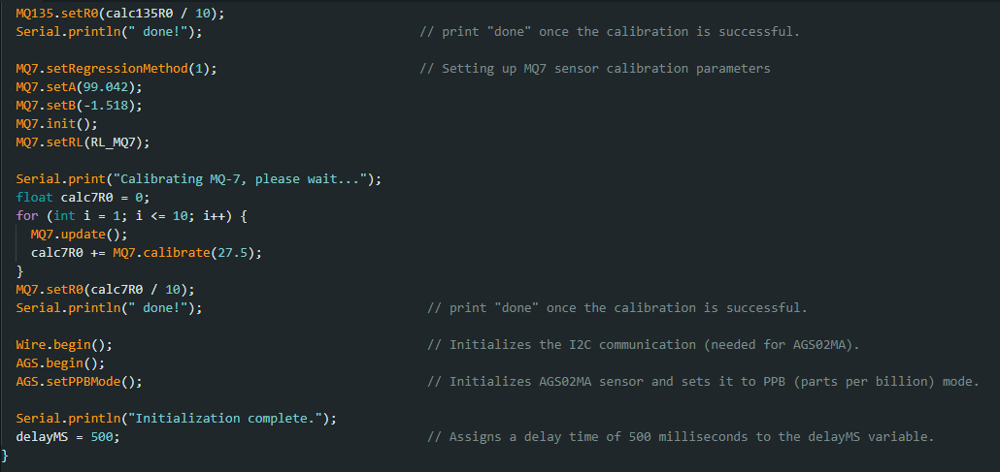 MQ135.setR0(calc135R0 / 10);
Serial.println(" done!"); // print "done" once the calibration is successful.
MQ7.setRegressionMethod(1); // Setting up MQ7 sensor calibration parameters
MQ7.setA(99.042);
MQ7.setB(-1.518);
MQ7.init();
MQ7.setRL(RL_MQ7);
Serial.print("Calibrating MQ-7, please wait...");
float calc7R0 = 0;
for (int i = 1; i <= 10; i++) {
MQ7.update();
calc7R0 += MQ7.calibrate(27.5);
}
MQ7.setR0(calc7R0 / 10);
Serial.println(" done!"); // print "done" once the calibration is successful.
Wire.begin(); // Initializes the I2C communication (needed for AGS02MA).
AGS.begin();
AGS.setPPBMode(); // Initializes AGS02MA sensor and sets it to PPB (parts per billion) mode.
Serial.println("Initialization complete.");
delayMS = 500; // Assigns a delay time of 500 milliseconds to the delayMS variable.
}